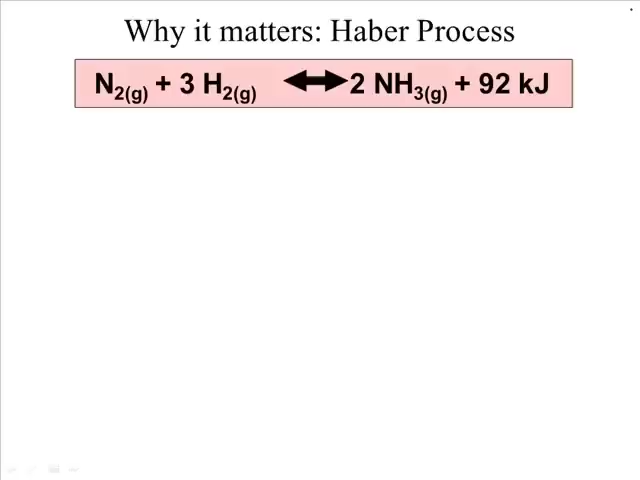 Why it matters: Haber Process
N2(g) + 3 H2(g) ⟷ 2 NH3(g) + 92 kJ